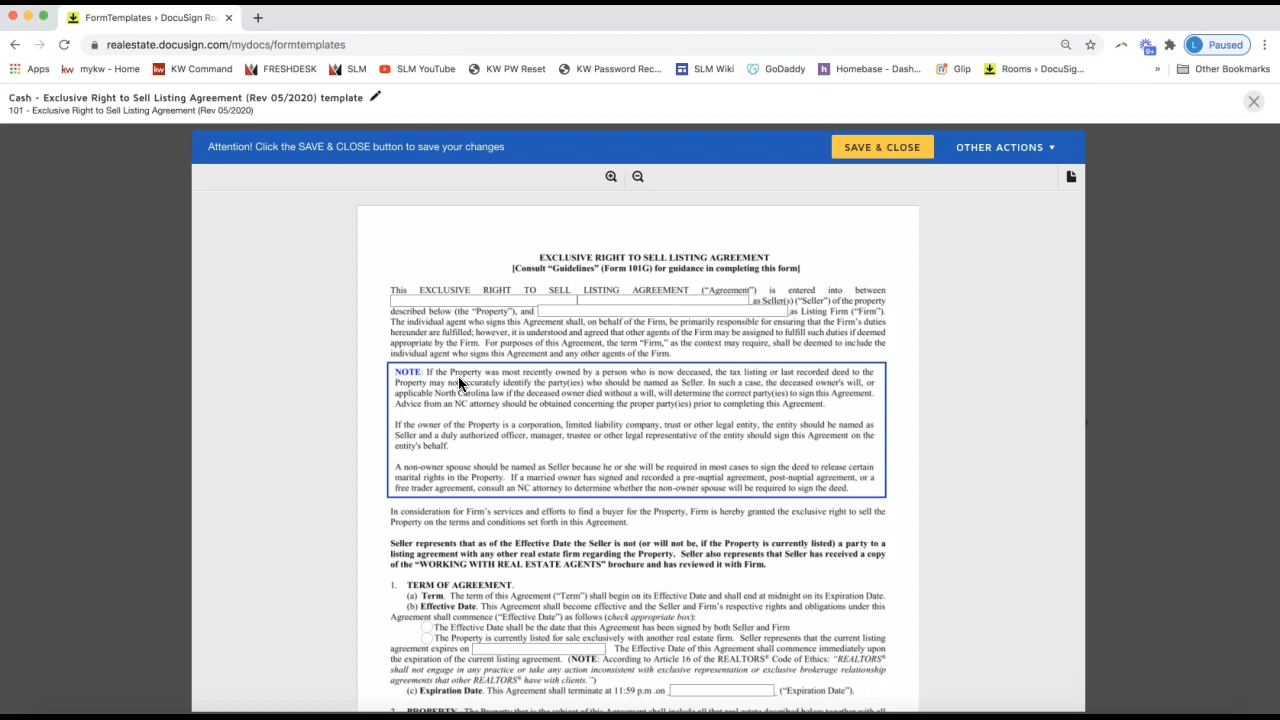 FormTemplates › DocuSign Ro
realestate.docusign.com/mydocs/formtemplates
L Paused
9+
Apps kw mykw - Home KW Command FRESHDESK SLM SLM YouTube KW PW Reset KW Password Rec... SLM Wiki GoDaddy h Homebase - Dash... Glip Rooms › DocuSig... » Other Bookmarks
Cash - Exclusive Right to Sell Listing Agreement (Rev 05/2020) template
101 - Exclusive Right to Sell Listing Agreement (Rev 05/2020)
Attention! Click the SAVE & CLOSE button to save your changes SAVE & CLOSE OTHER ACTIONS
EXCLUSIVE RIGHT TO SELL LISTING AGREEMENT
[Consult “Guidelines” (Form 101G) for guidance in completing this form]
This EXCLUSIVE RIGHT TO SELL LISTING AGREEMENT (“Agreement”) is entered into between
as Seller(s) (“Seller”) of the property
described below (the “Property”), and as Listing Firm (“Firm”).
The individual agent who signs this Agreement shall, on behalf of the Firm, be primarily responsible for ensuring that the Firm’s duties
hereunder are fulfilled; however, it is understood and agreed that other agents of the Firm may be assigned to fulfill such duties if deemed
appropriate by the Firm. For purposes of this Agreement, the term “Firm,” as the context may require, shall be deemed to include the
individual agent who signs this Agreement and any other agents of the Firm.
NOTE: If the Property was most recently owned by a person who is now deceased, the tax listing or last recorded deed to the
Property may not accurately identify the party(ies) who should be named as Seller. In such a case, the deceased owner's will, or
applicable North Carolina law if the deceased owner died without a will, will determine the correct party(ies) to sign this Agreement.
Advice from an NC attorney should be obtained concerning the proper party(ies) prior to completing this Agreement.
If the owner of the Property is a corporation, limited liability company, trust or other legal entity, the entity should be named as
Seller and a duly authorized officer, manager, trustee or other legal representative of the entity should sign this Agreement on the
entity's behalf.
A non-owner spouse should be named as Seller because he or she will be required in most cases to sign the deed to release certain
marital rights in the Property. If a married owner has signed and recorded a pre-nuptial agreement, post-nuptial agreement, or a
free trader agreement, consult an NC attorney to determine whether the non-owner spouse will be required to sign the deed.
In consideration for Firm’s services and efforts to find a buyer for the Property, Firm is hereby granted the exclusive right to sell the
Property on the terms and conditions set forth in this Agreement.
Seller represents that as of the Effective Date the Seller is not (or will not be, if the Property is currently listed) a party to a
listing agreement with any other real estate firm regarding the Property. Seller also represents that Seller has received a copy
of the “WORKING WITH REAL ESTATE AGENTS” brochure and has reviewed it with Firm.
1. TERM OF AGREEMENT.
(a) Term. The term of this Agreement (“Term”) shall begin on its Effective Date and shall end at midnight on its Expiration Date.
(b) Effective Date. This Agreement shall become effective and the Seller and Firm’s respective rights and obligations under this
Agreement shall commence (“Effective Date”) as follows (check appropriate box):
The Effective Date shall be the date that this Agreement has been signed by both Seller and Firm
The Property is currently listed for sale exclusively with another real estate firm. Seller represents that the current listing
agreement expires on The Effective Date of this Agreement shall commence immediately upon
the expiration of the current listing agreement. (NOTE: According to Article 16 of the REALTORS® Code of Ethics: “REALTORS®
shall not engage in any practice or take any action inconsistent with exclusive representation or exclusive brokerage relationship
agreements that other REALTORS® have with clients.”)
(c) Expiration Date. This Agreement shall terminate at 11:59 p.m .on (“Expiration Date”).
2. PROPERTY. The Property that is the subject of this Agreement shall include all that real estate described below together with all